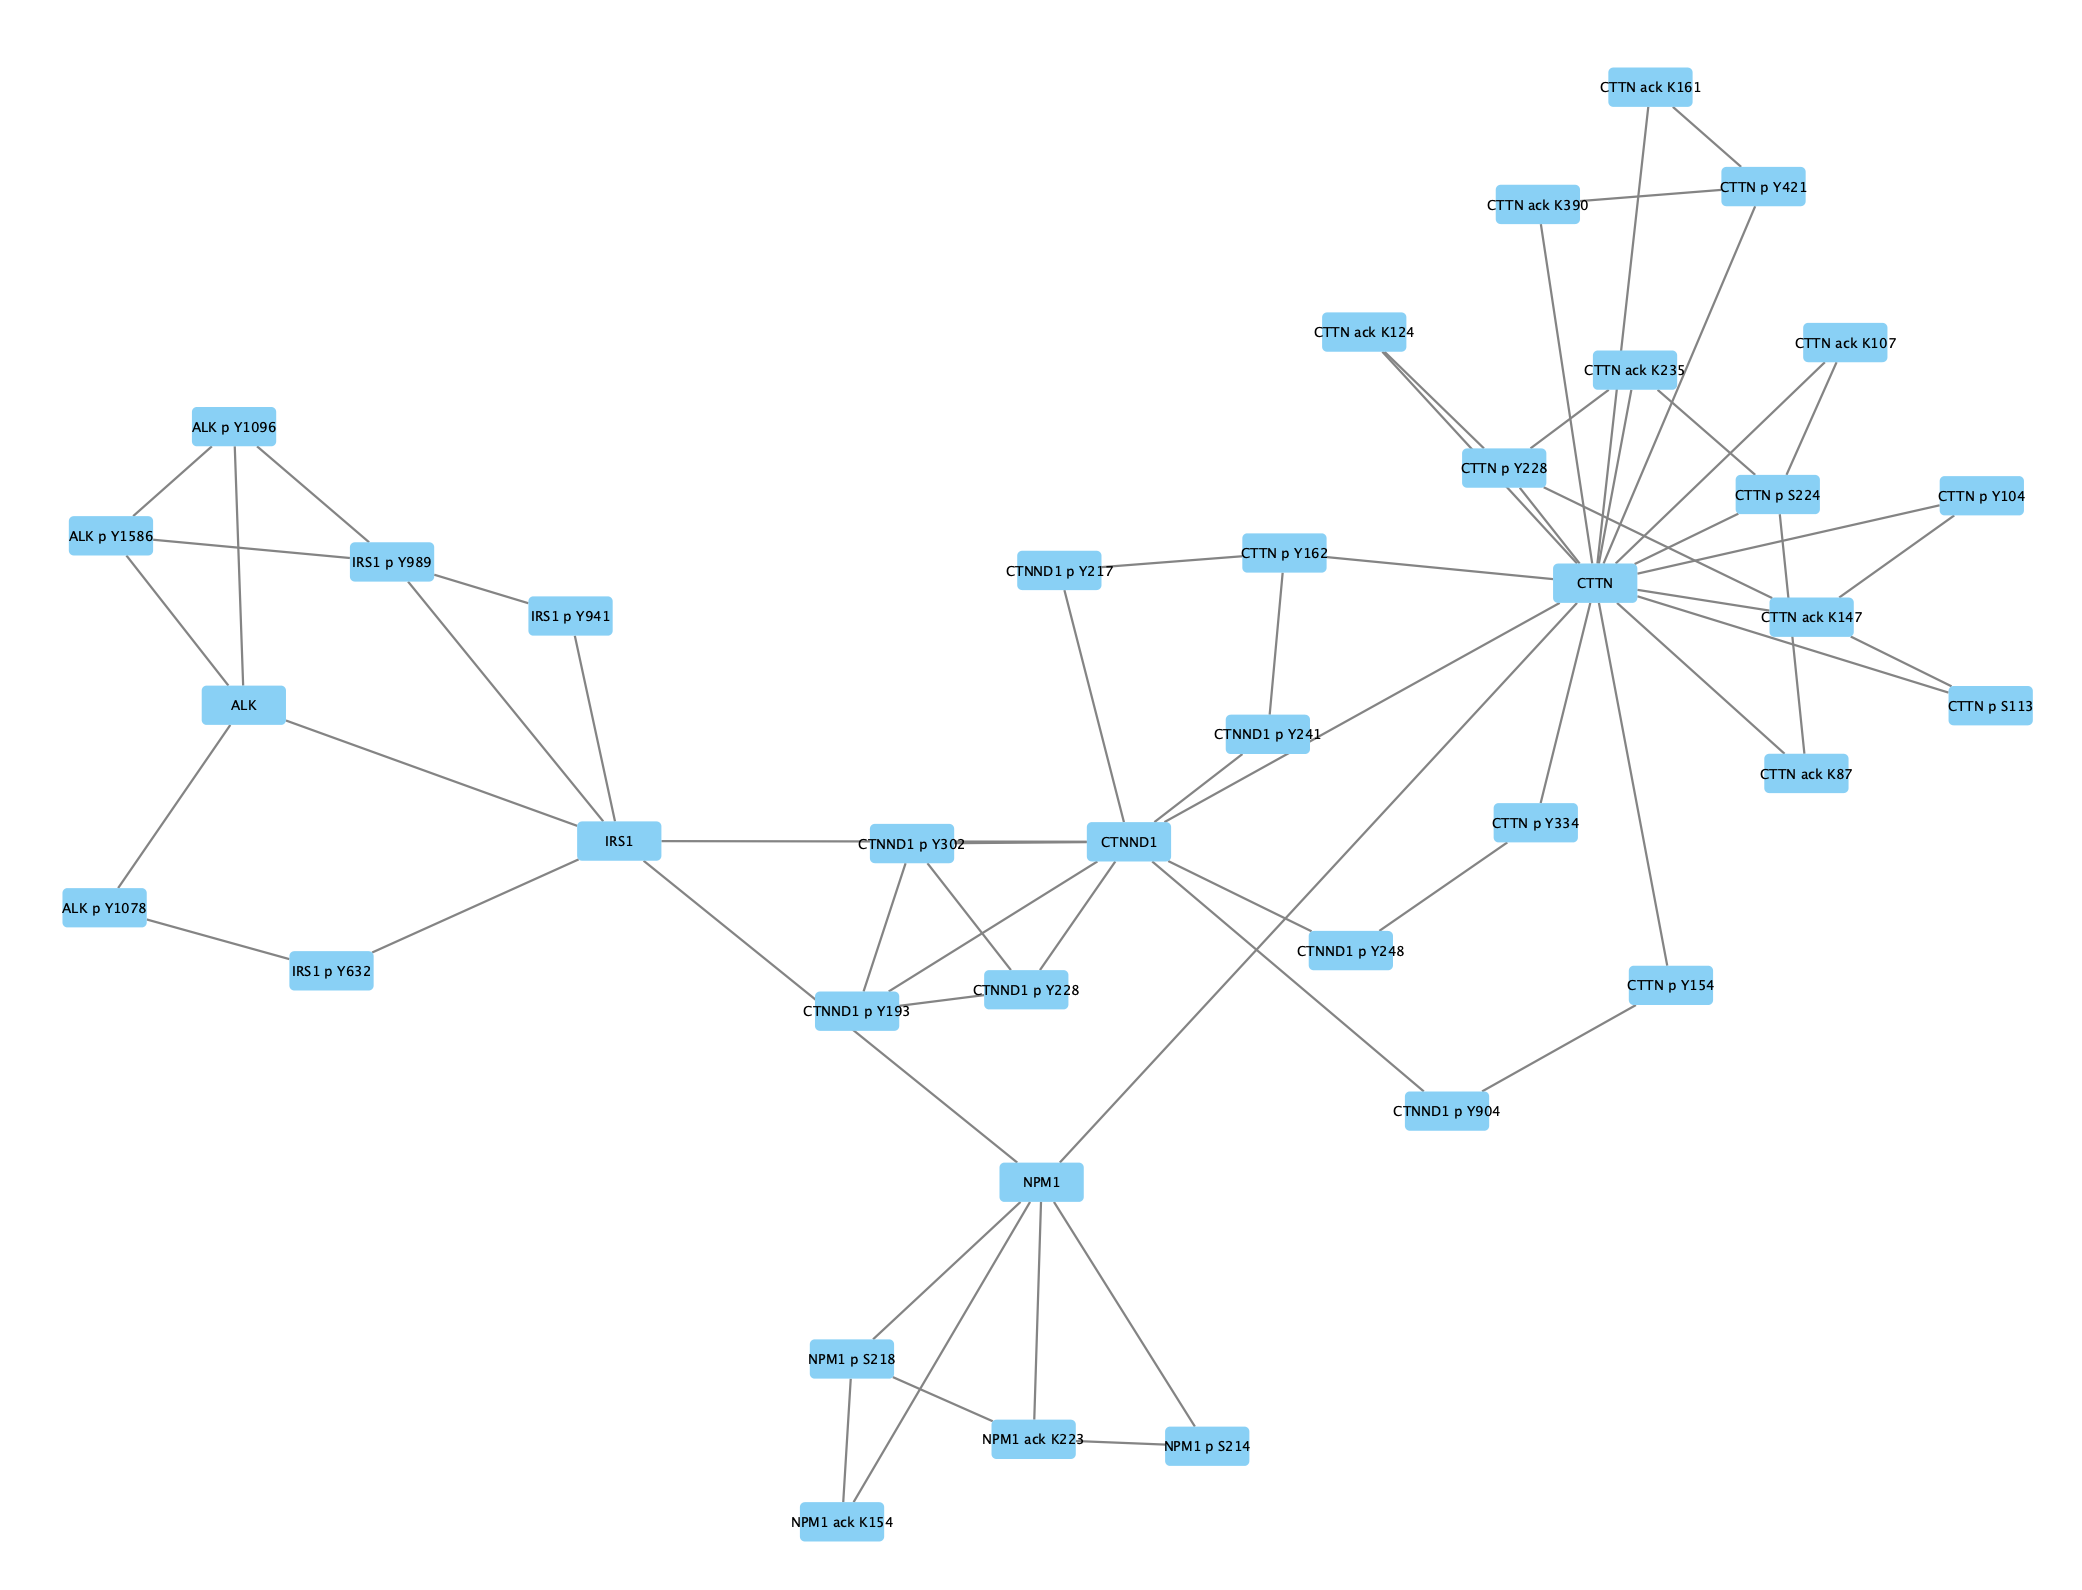 CTTN ack K161
CTTN p Y421
CTTN ack K390
CTTN ack K124
CTTN ack K107
CTTN ack K235
ALK p Y1096
CTTN p Y228
CTTN p S224
CTTN p Y104
ALK p Y1586
IRS1 p Y989
CTTN p Y162
CTNND1 p Y217
CTTN
IRS1 p Y941
CTTN ack K147
ALK
CTTN p S113
CTNND1 p Y241
CTTN ack K87
CTTN p Y334
IRS1
CTNND1 p Y302
CTNND1
ALK p Y1078
CTNND1 p Y248
IRS1 p Y632
CTTN p Y154
CTNND1 p Y228
CTNND1 p Y193
CTNND1 p Y904
NPM1
NPM1 p S218
NPM1 ack K223
NPM1 p S214
NPM1 ack K154